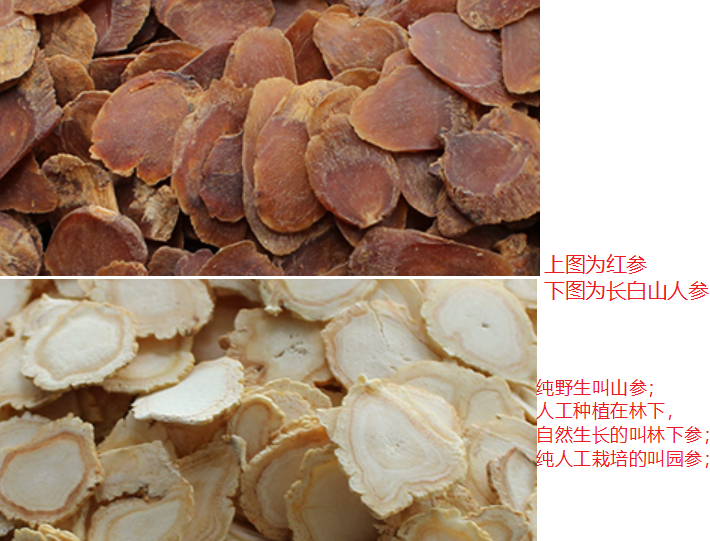 上图为红参
下图为长白山人参
纯野生叫山参；
人工种植在林下，
自然生长的叫林下参；
纯人工栽培的叫园参；